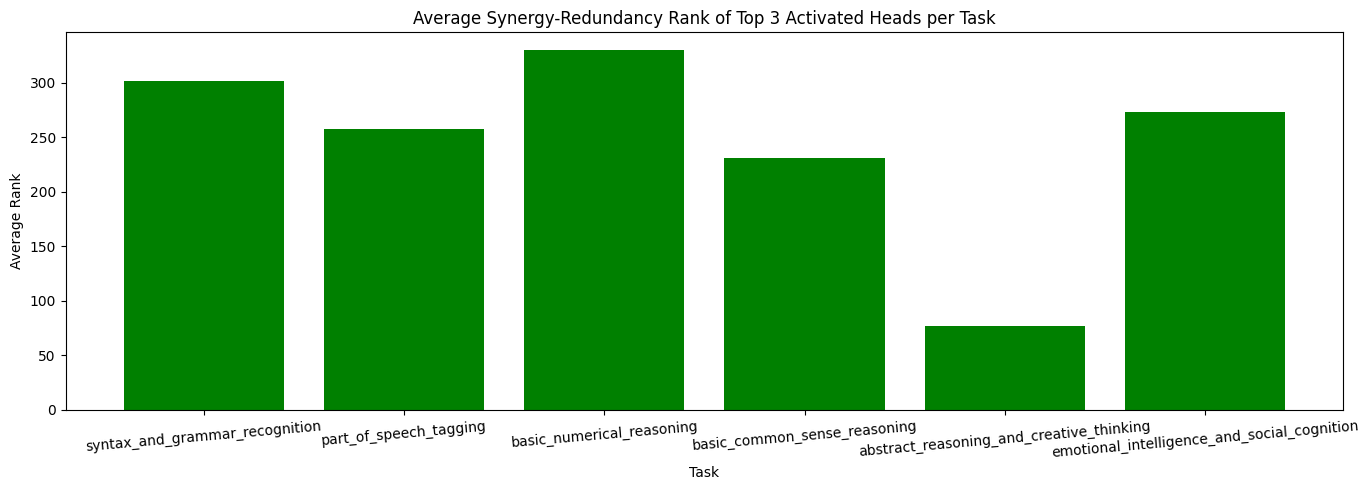 Average Synergy-Redundancy Rank of Top 3 Activated Heads per Task
Average Rank
300
250
200
150
100
50
0
syntax_and_grammar_recognition
part_of_speech_tagging
basic_numerical_reasoning
basic_common_sense_reasoning
abstract_reasoning_and_creative_thinking
emotional_intelligence_and_social_cognition
Task